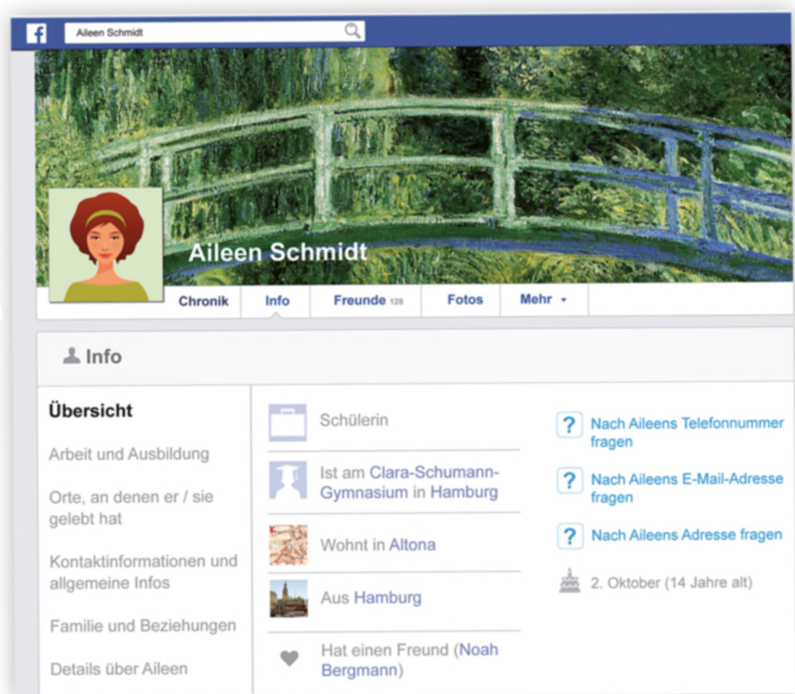 f
Aileen Schmidt
Aileen Schmidt
Chronik
Info
Freunde 128
Fotos
Mehr
Info
Übersicht
Arbeit und Ausbildung
Orte, an denen er / sie
gelebt hat
Kontaktinformationen und
allgemeine Infos
Familie und Beziehungen
Details über Aileen
Schülerin
Ist am Clara-Schumann-
Gymnasium in Hamburg
Wohnt in Altona
Aus Hamburg
Hat einen Freund (Noah
Bergmann)
? Nach Aileens Telefonnummer
fragen
? Nach Aileens E-Mail-Adresse
fragen
? Nach Aileens Adresse fragen
2. Oktober (14 Jahre alt)